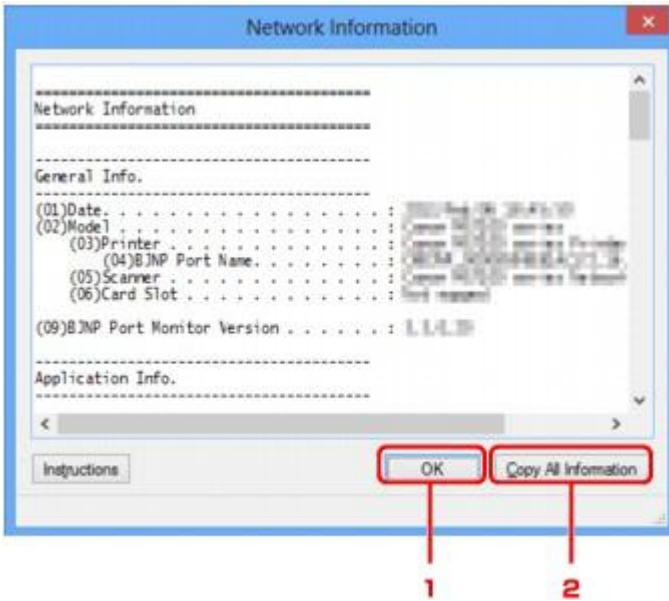 Network Information
==========================================
Network Information
==========================================
------------------------------------------
General Info.
------------------------------------------
(01)Date. . . . . . . . . . . . . . . . . :
(02)Model . . . . . . . . . . . . . . . . :
(03)Printer . . . . . . . . . . . . . :
(04)BJNP Port Name. . . . . . . . :
(05)Scanner . . . . . . . . . . . . . :
(06)Card Slot . . . . . . . . . . . . :
(09)BJNP Port Monitor Version . . . . . . :
------------------------------------------
Application Info.
------------------------------------------
Instructions OK Copy All Information
1 2